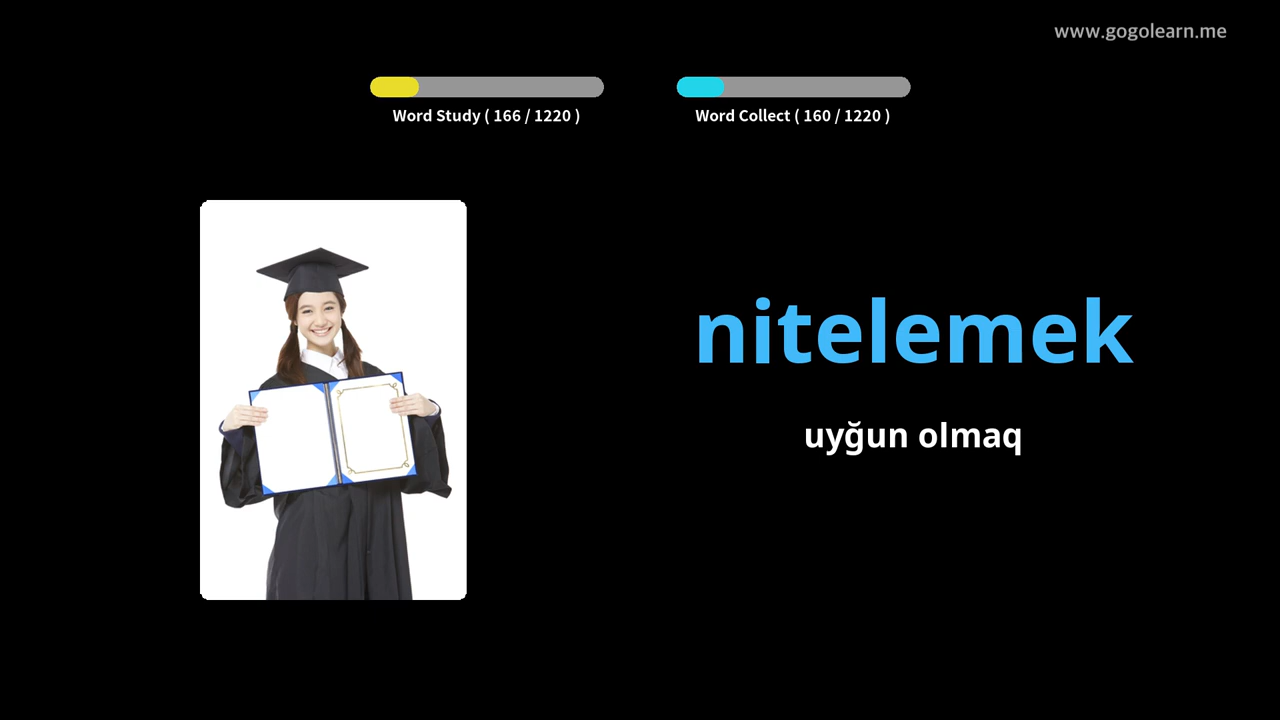 www.gogolearn.me
Word Study ( 166 / 1220 )
Word Collect ( 160 / 1220 )
nitelemek
uyğun olmaq